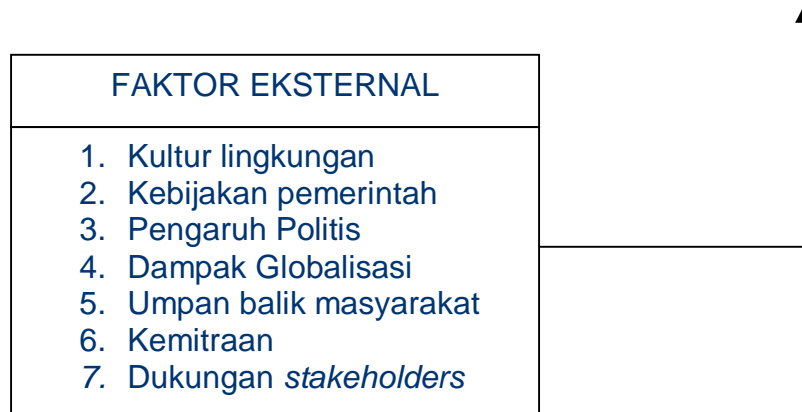 FAKTOR EKSTERNAL
1. Kultur lingkungan
2. Kebijakan pemerintah
3. Pengaruh Politis
4. Dampak Globalisasi
5. Umpan balik masyarakat
6. Kemitraan
7. Dukungan stakeholders